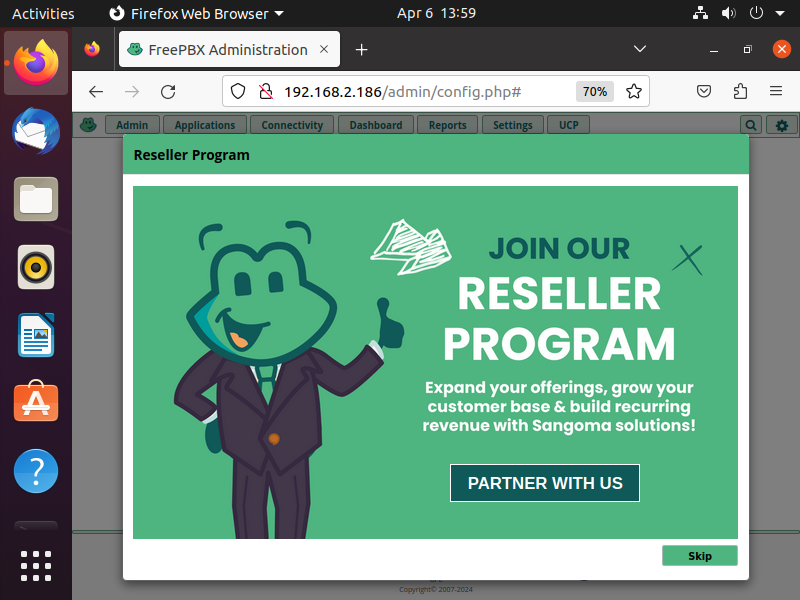 Activities
Firefox Web Browser
Apr 6 13:59
FreePBX Administration
192.168.2.186/admin/config.php#
70%
Admin
Applications
Connectivity
Dashboard
Reports
Settings
UCP
Reseller Program
JOIN OUR
RESELLER
PROGRAM
Expand your offerings, grow your
customer base & build recurring
revenue with Sangoma solutions!
PARTNER WITH US
Skip
Copyright© 2007-2024